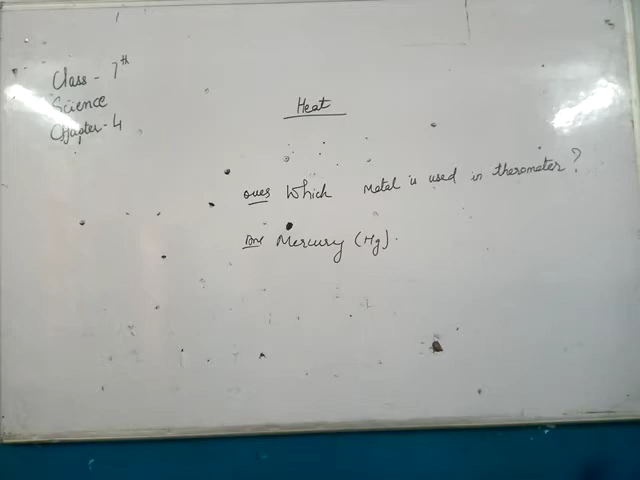 Class - 7th
Science
Chapter - 4
Heat
Ques Which metal is used in thermometer?
Ans Mercury (Hg).